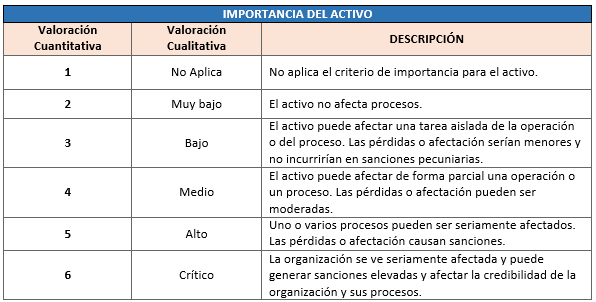 IMPORTANCIA DEL ACTIVO
Valoración Cuantitativa
Valoración Cualitativa
DESCRIPCIÓN
1
No Aplica
No aplica el criterio de importancia para el activo.
2
Muy bajo
El activo no afecta procesos.
3
Bajo
El activo puede afectar una tarea aislada de la operación
o del proceso. Las pérdidas o afectación serían menores y
no incurrirían en sanciones pecuniarias.
4
Medio
El activo puede afectar de forma parcial una operación o
un proceso. Las pérdidas o afectación pueden ser
moderadas.
5
Alto
Uno o varios procesos pueden ser seriamente afectados.
Las pérdidas o afectación causan sanciones.
6
Crítico
La organización se ve seriamente afectada y puede
generar sanciones elevadas y afectar la credibilidad de la
organización y sus procesos.